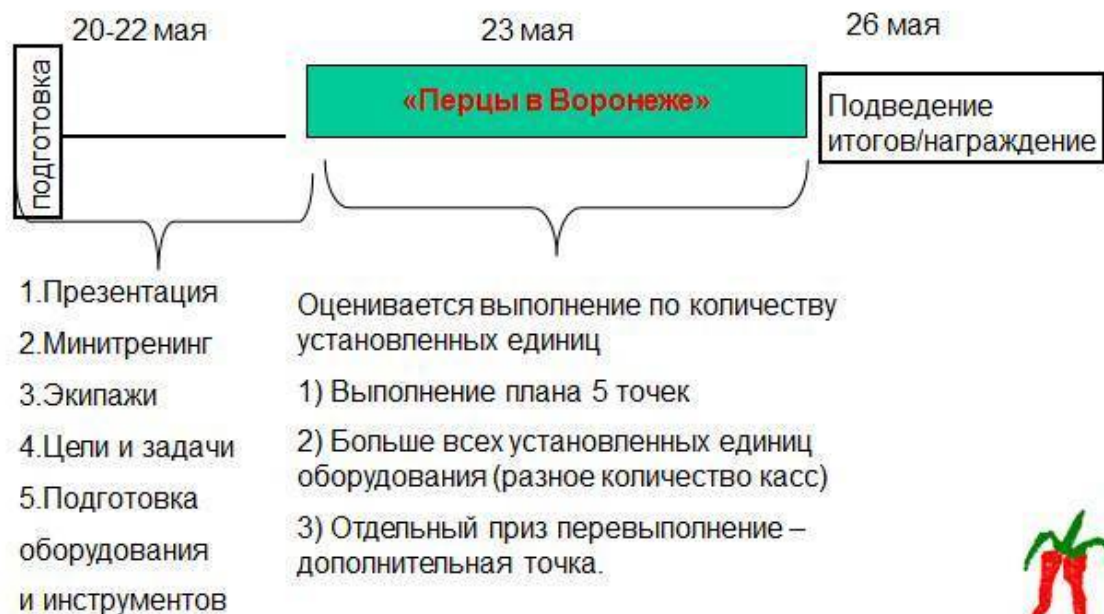 20-22 мая
23 мая
26 мая
подготовка
«Перцы в Воронеже»
Подведение
итогов/награждение
1.Презентация
2.Минитренинг
3.Экипажи
4.Цели и задачи
5.Подготовка
оборудования
и инструментов
Оценивается выполнение по количеству
установленных единиц
1) Выполнение плана 5 точек
2) Больше всех установленных единиц
оборудования (разное количество касс)
3) Отдельный приз перевыполнение –
дополнительная точка.